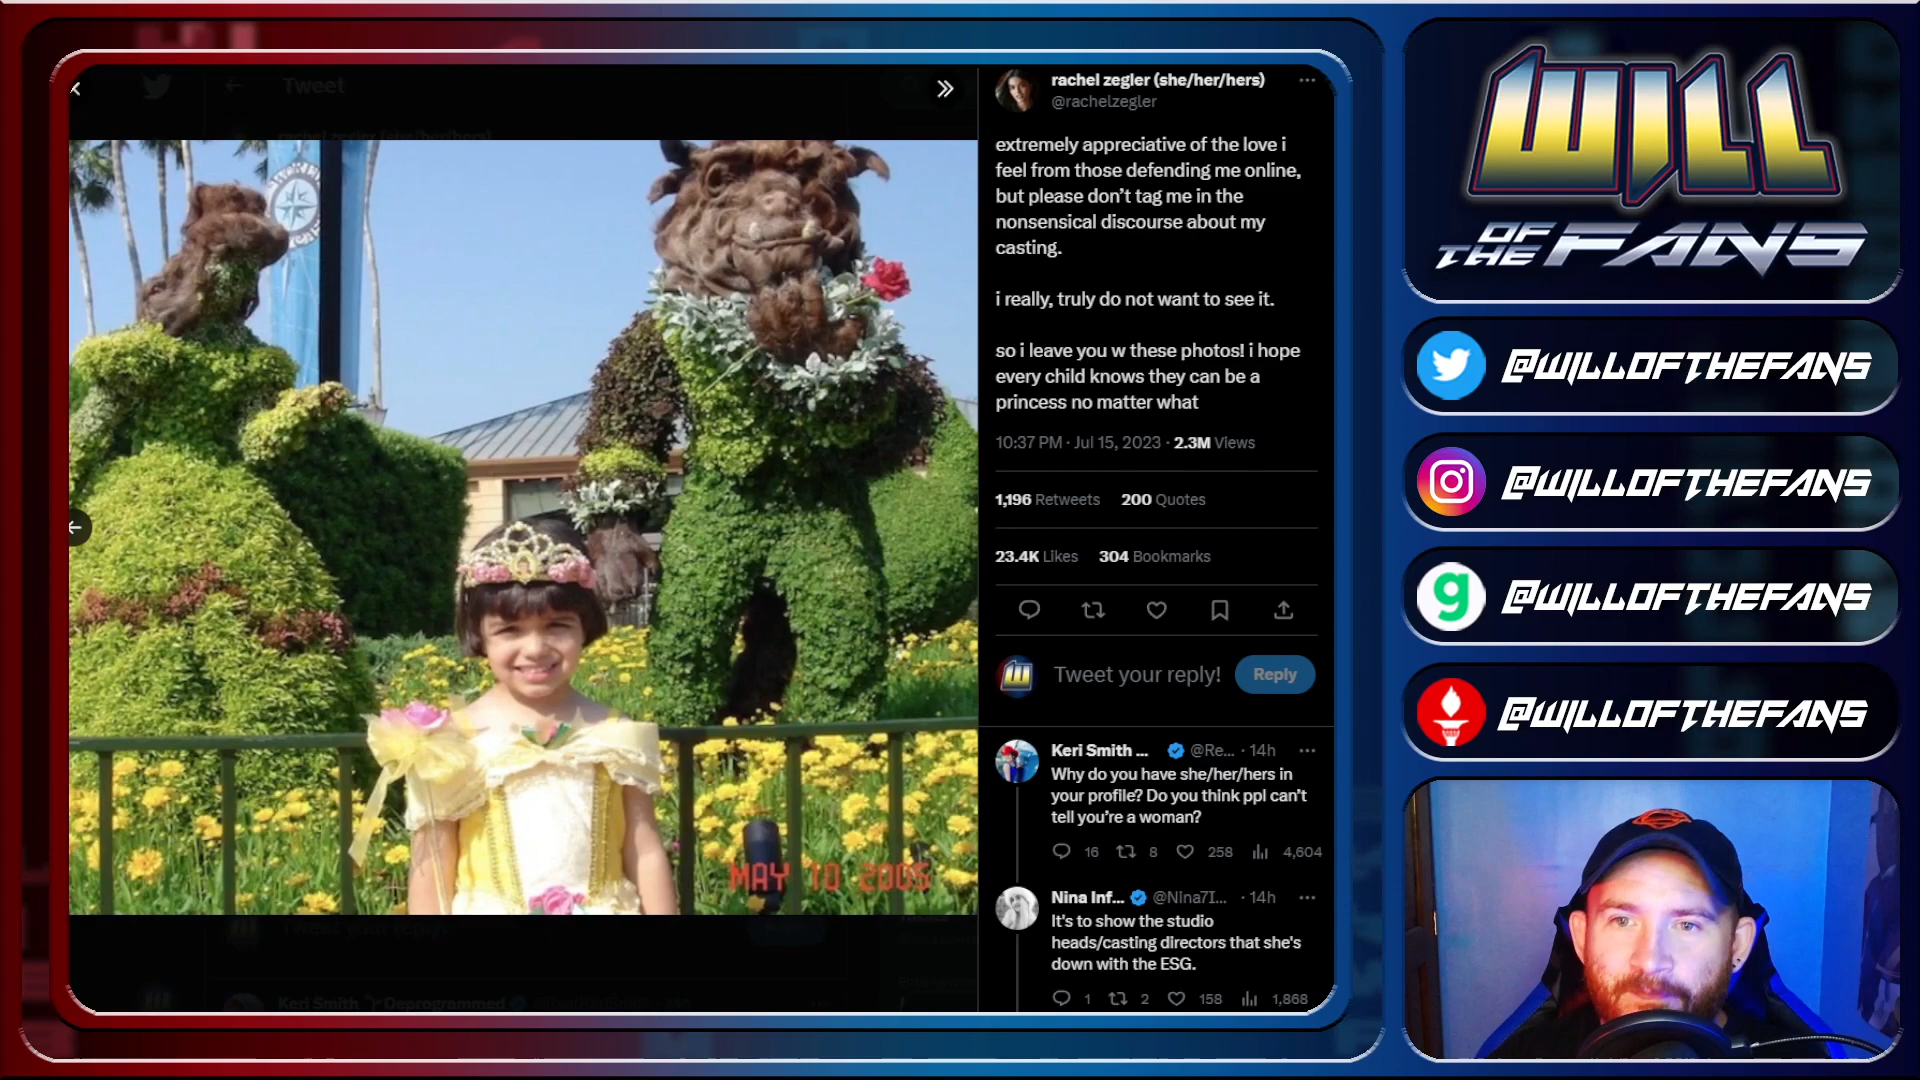 Tweet
rachel zegler (she/her/hers)
@rachelzegler
extremely appreciative of the love i
feel from those defending me online,
but please don't tag me in the
nonsensical discourse about my
casting.
i really, truly do not want to see it.
so i leave you w these photos! i hope
every child knows they can be a
princess no matter what
10:37 PM · Jul 15, 2023 · 2.3M Views
1,196 Retweets 200 Quotes
23.4K Likes 304 Bookmarks
Tweet your reply!
Reply
Keri Smith ... @Re... · 14h
Why do you have she/her/hers in
your profile? Do you think ppl can't
tell you're a woman?
16 8 258 4,604
Nina Inf... @Nina7I... · 14h
It's to show the studio
heads/casting directors that she's
down with the ESG.
1 2 158 1,868
MAY 10 2005
Keri Smith Deprogrammed
WILL
OF
THE FANS
@WILLOFTHEFANS
@WILLOFTHEFANS
@WILLOFTHEFANS
@WILLOFTHEFANS